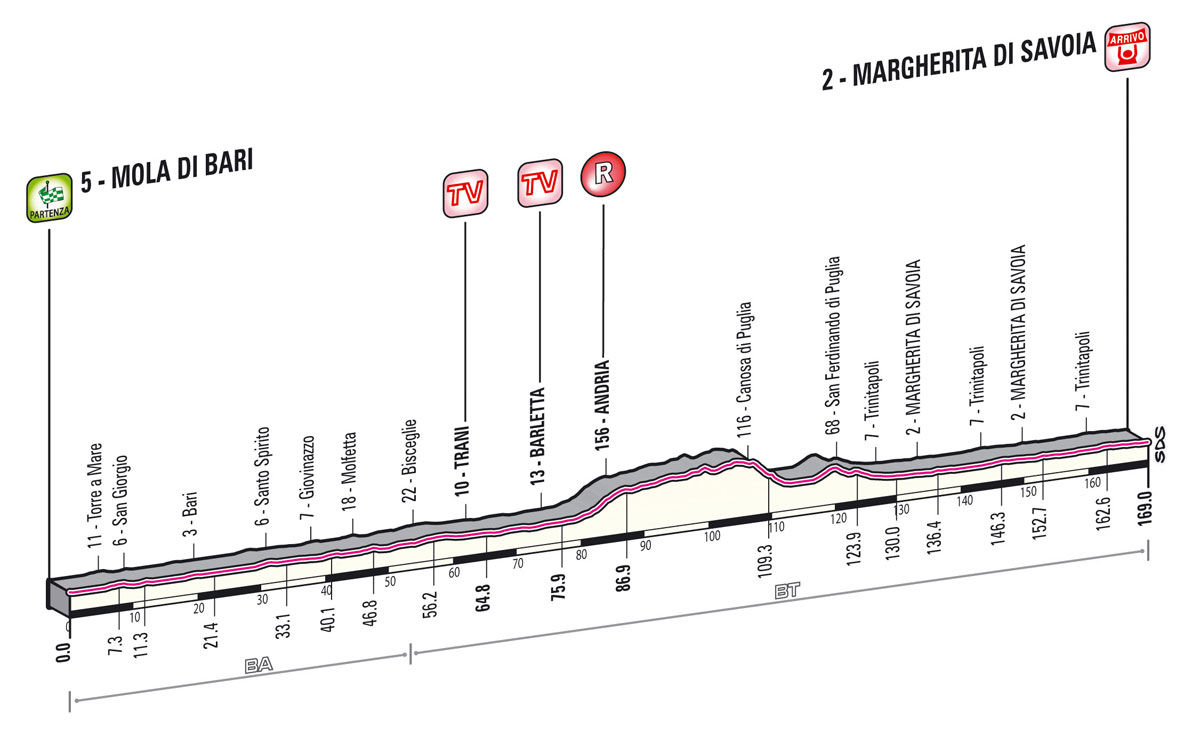 2 - MARGHERITA DI SAVOIA
ARRIVO
5 - MOLA DI BARI
PARTENZA
TV
TV
R
11 - Torre a Mare
6 - San Giorgio
3 - Bari
6 - Santo Spirito
7 - Giovinazzo
18 - Molfetta
22 - Bisceglie
10 - TRANI
13 - BARLETTA
156 - ANDRIA
116 - Canosa di Puglia
68 - San Ferdinando di Puglia
7 - Trinitapoli
2 - MARGHERITA DI SAVOIA
7 - Trinitapoli
2 - MARGHERITA DI SAVOIA
7 - Trinitapoli
SDS
0
10
20
30
40
50
60
70
80
90
100
110
120
130
140
150
160
0.0
7.3
11.3
21.4
33.1
40.1
46.8
56.2
64.8
75.9
86.9
109.3
123.9
130.0
136.4
146.3
152.7
162.6
169.0
BA
BT